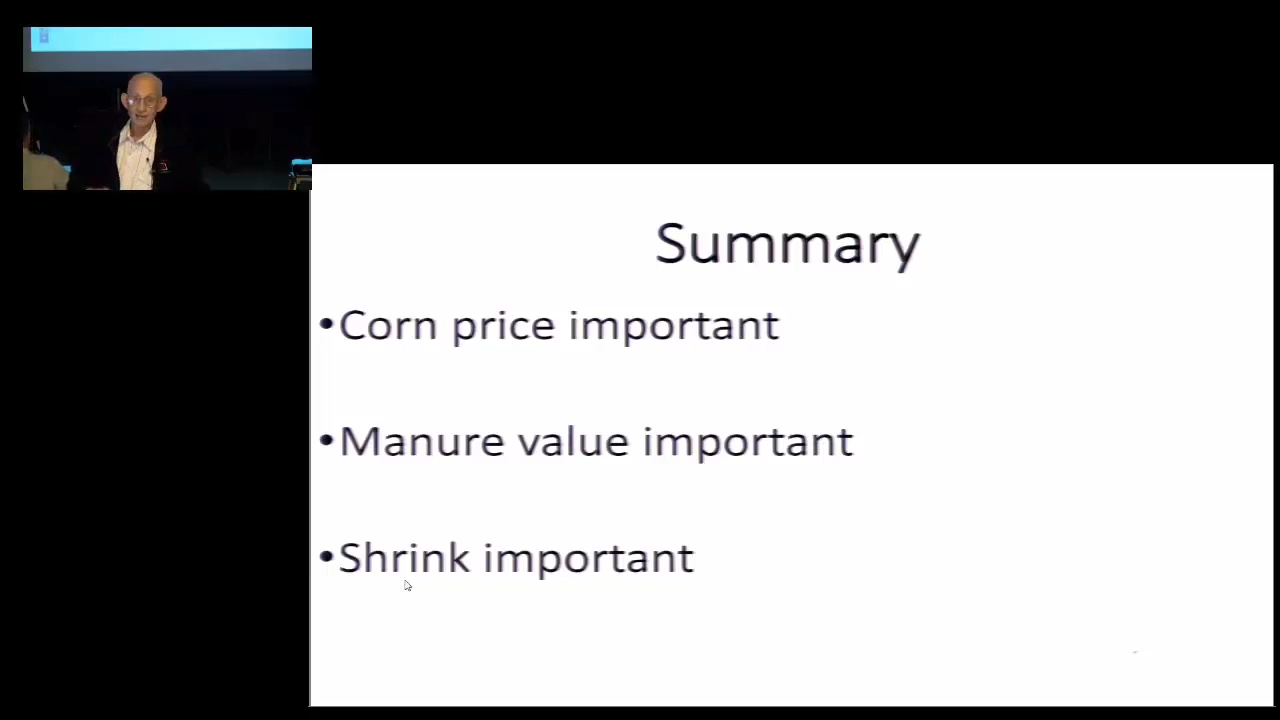 Summary
•Corn price important
•Manure value important
•Shrink important